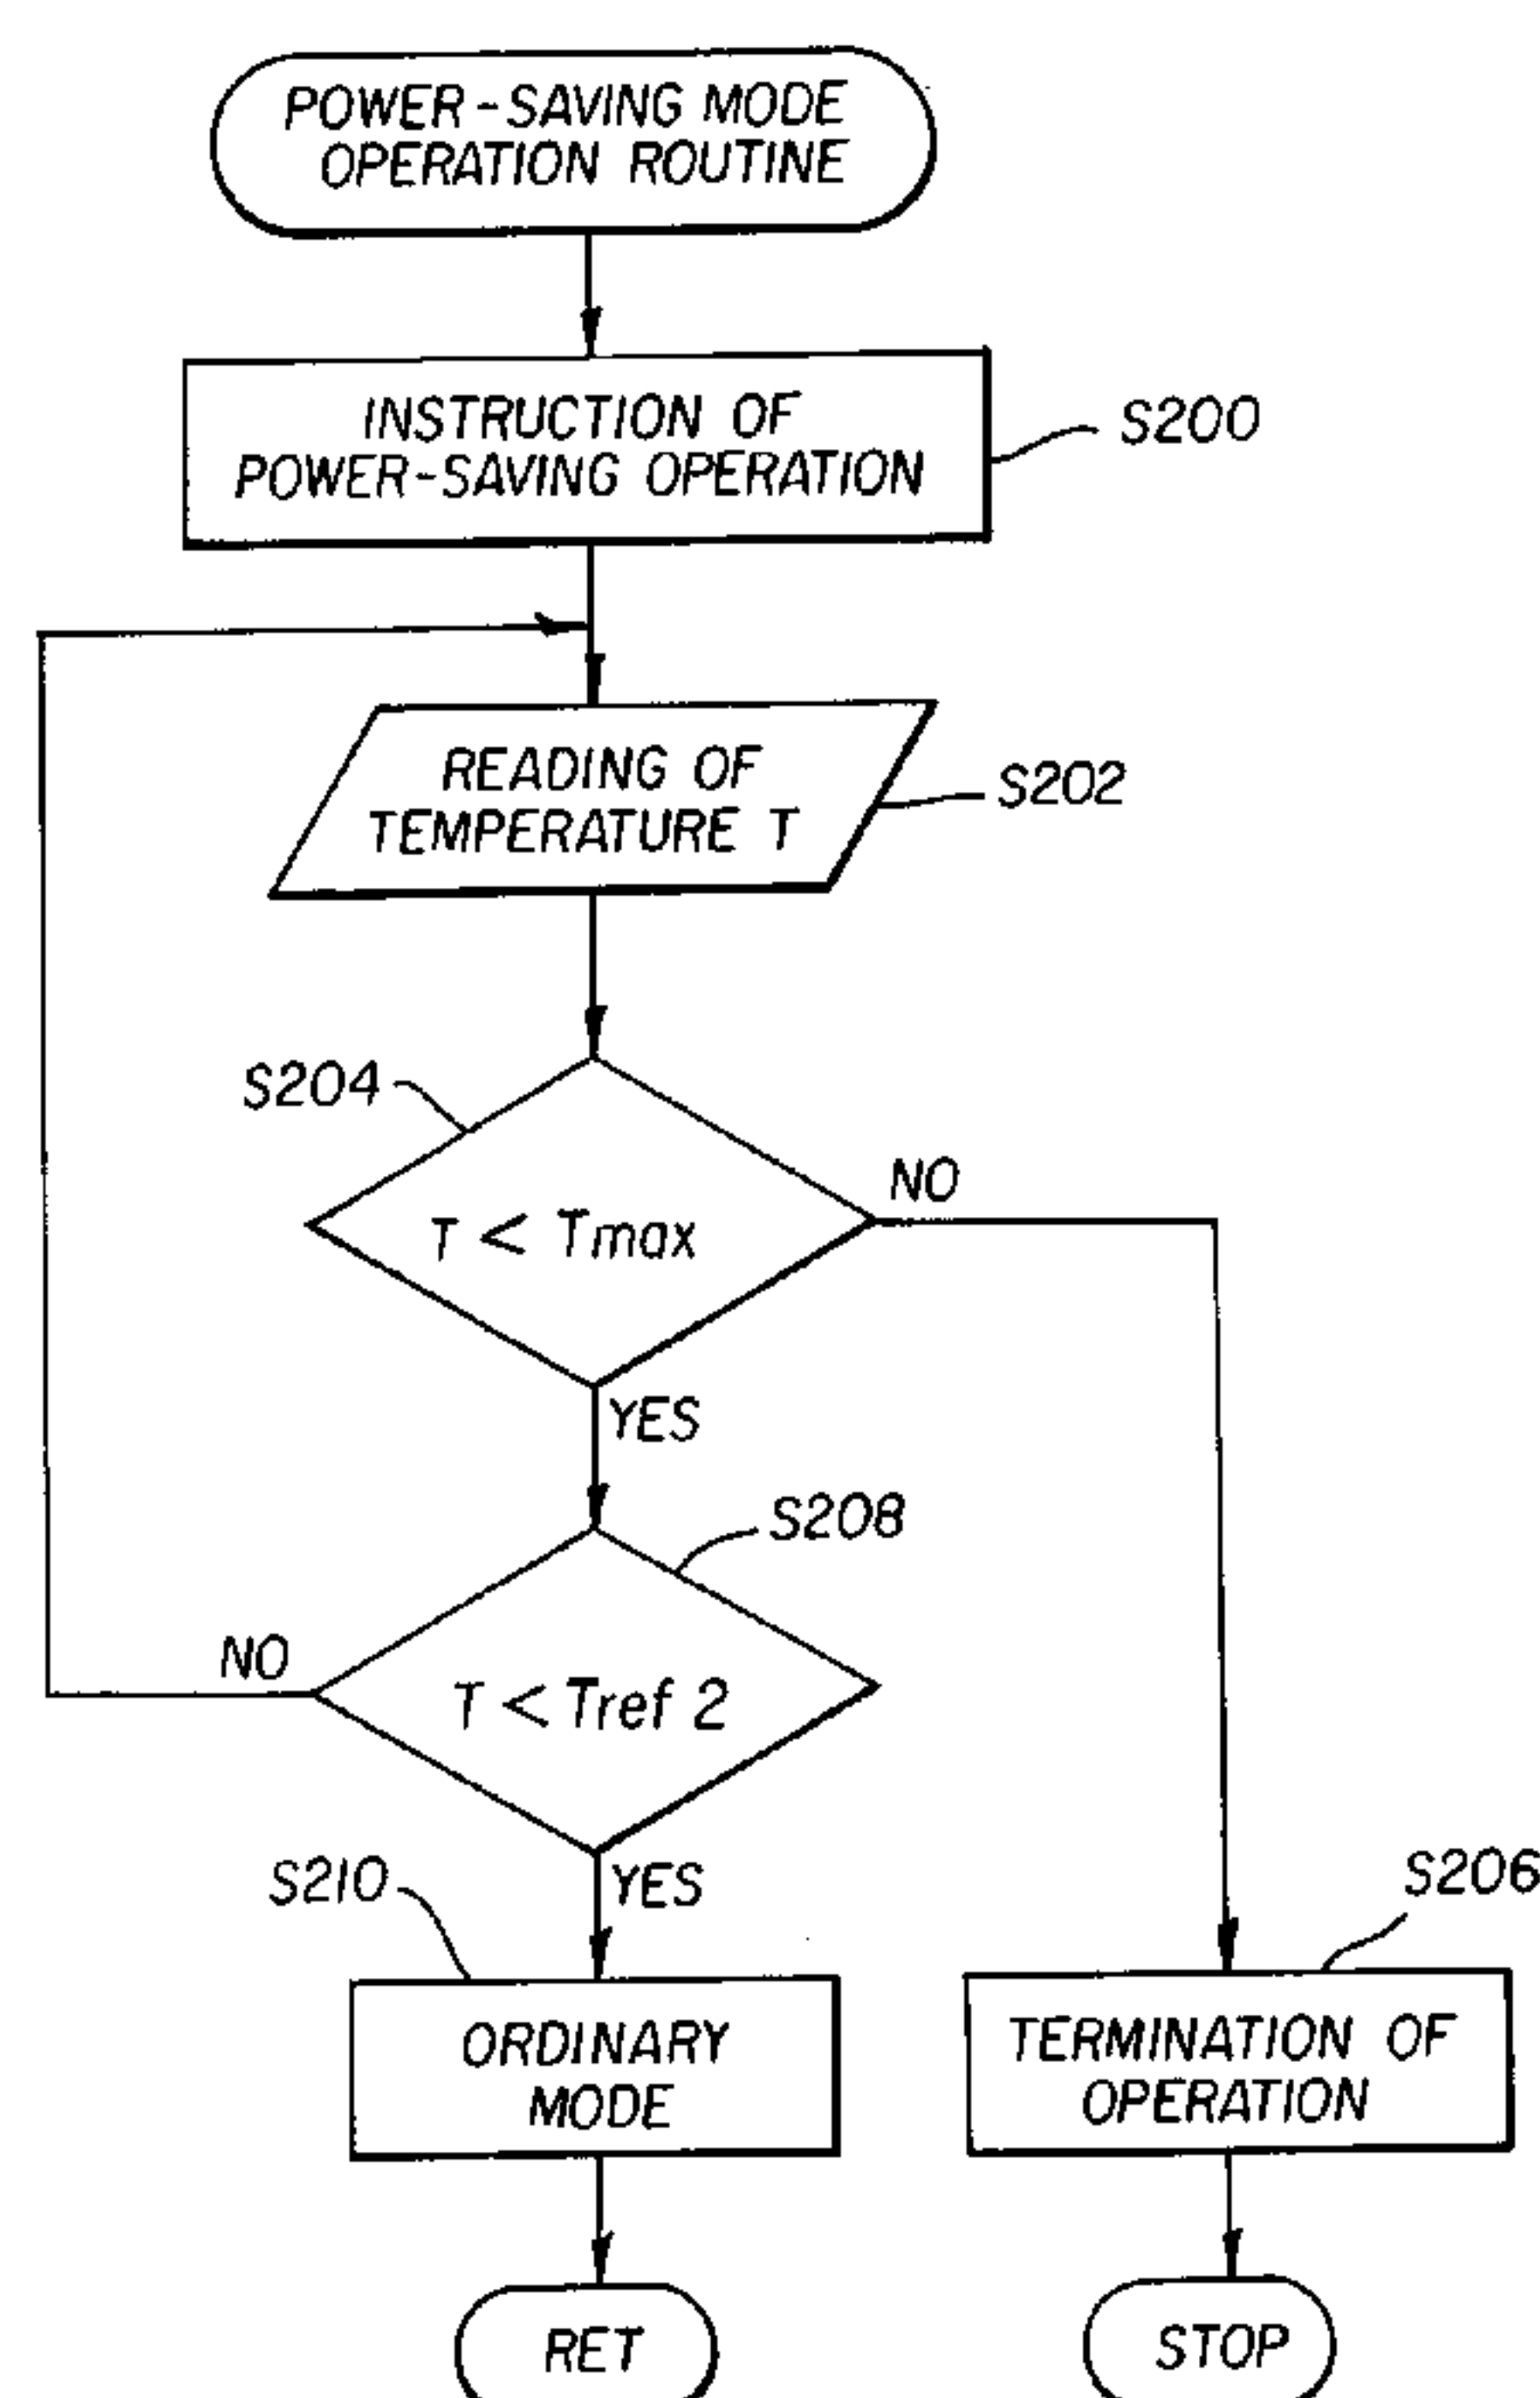 POWER-SAVING MODE
OPERATION ROUTINE
INSTRUCTION OF
POWER-SAVING OPERATION
S200
READING OF
TEMPERATURE T
S202
S204
T < Tmax
NO
YES
S208
NO
T < Tref 2
YES
S210
S206
ORDINARY
MODE
TERMINATION OF
OPERATION
RET
STOP